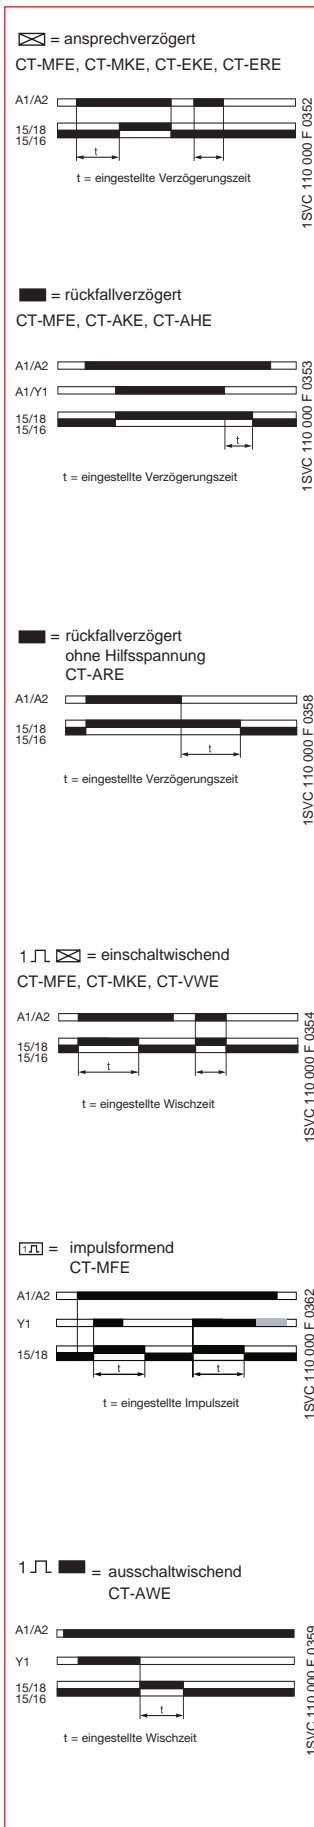 = ansprechverzögert
CT-MFE, CT-MKE, CT-EKE, CT-ERE
A1/A2
15/18
15/16
t
t = eingestellte Verzögerungszeit
1SVC 110 000 F 0352
= rückfallverzögert
CT-MFE, CT-AKE, CT-AHE
A1/A2
A1/Y1
15/18
15/16
t
t = eingestellte Verzögerungszeit
1SVC 110 000 F 0353
= rückfallverzögert
ohne Hilfsspannung
CT-ARE
A1/A2
15/18
15/16
t
t = eingestellte Verzögerungszeit
1SVC 110 000 F 0358
1 = einschaltwischend
CT-MFE, CT-MKE, CT-VWE
A1/A2
15/18
15/16
t
t = eingestellte Wischzeit
1SVC 110 000 F 0354
1 = impulsformend
CT-MFE
A1/A2
Y1
15/18
t t
t = eingestellte Impulszeit
1SVC 110 000 F 0362
1 = ausschaltwischend
CT-AWE
A1/A2
Y1
15/18
15/16
t
t = eingestellte Wischzeit
1SVC 110 000 F 0359